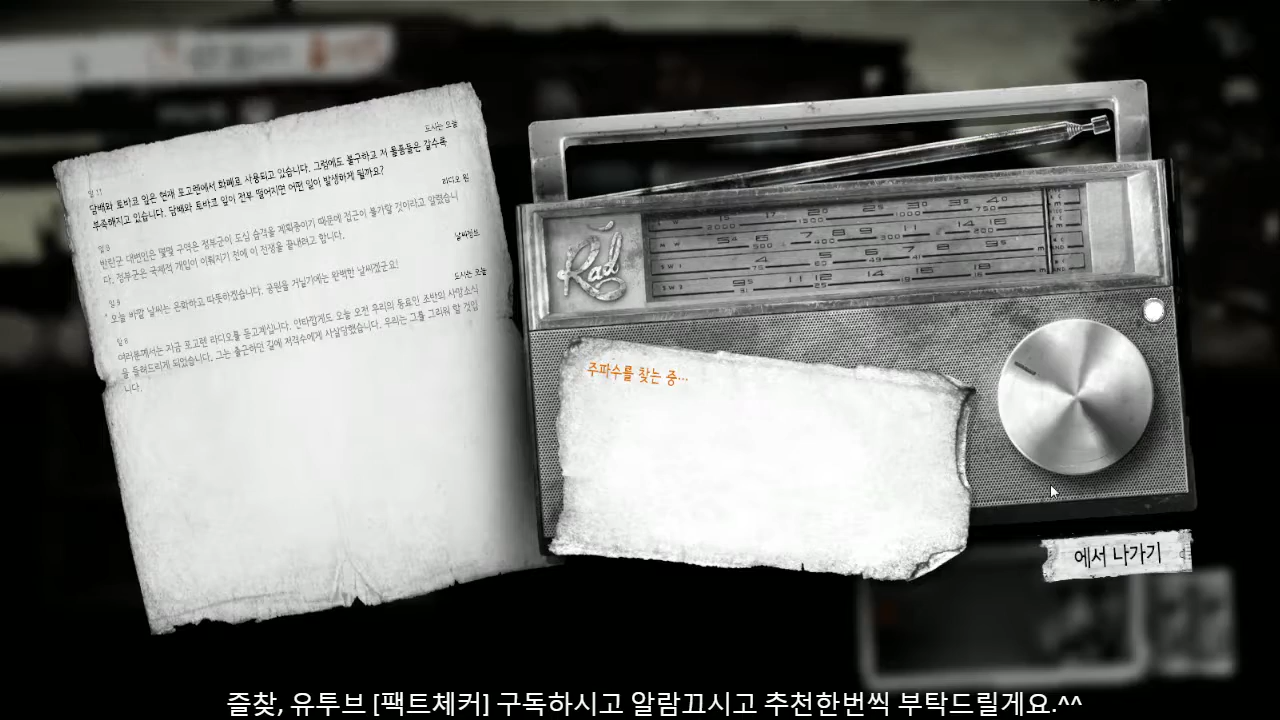 도시는 오늘
일 11
담배와 토바코 잎은 현재 포고렌에서 화폐로 사용되고 있습니다. 그럼에도 불구하고 저 물품들은 갈수록
부족해지고 있습니다. 담배와 토바코 잎이 전부 떨어지면 어떤 일이 발생하게 될까요?
라디오 원
일 9
반란군 대변인은 몇몇 구역은 정부군이 도심 습격을 계획중이기 때문에 접근이 불가할 것이라고 말했습니
다. 정부군은 국제적 개입이 이뤄지기 전에 이 전쟁을 끝내려고 합니다.
날씨정보
일 9
" 오늘 바깥 날씨는 온화하고 따뜻하겠습니다. 공원을 거닐기에는 완벽한 날씨겠군요!
도시는 오늘
일 8
여러분께서는 지금 포고렌 라디오를 듣고계십니다. 안타깝게도 오늘 오전 우리의 동료인 조반의 사망소식
을 들려드리게 되었습니다. 그는 출근하던 길에 저격수에게 사살당했습니다. 우리는 그를 그리워 할 것입
니다.
Rad
주파수를 찾는 중...
에서 나가기
즐찾, 유투브 [팩트체커] 구독하시고 알람끄시고 추천한번씩 부탁드릴게요.^^